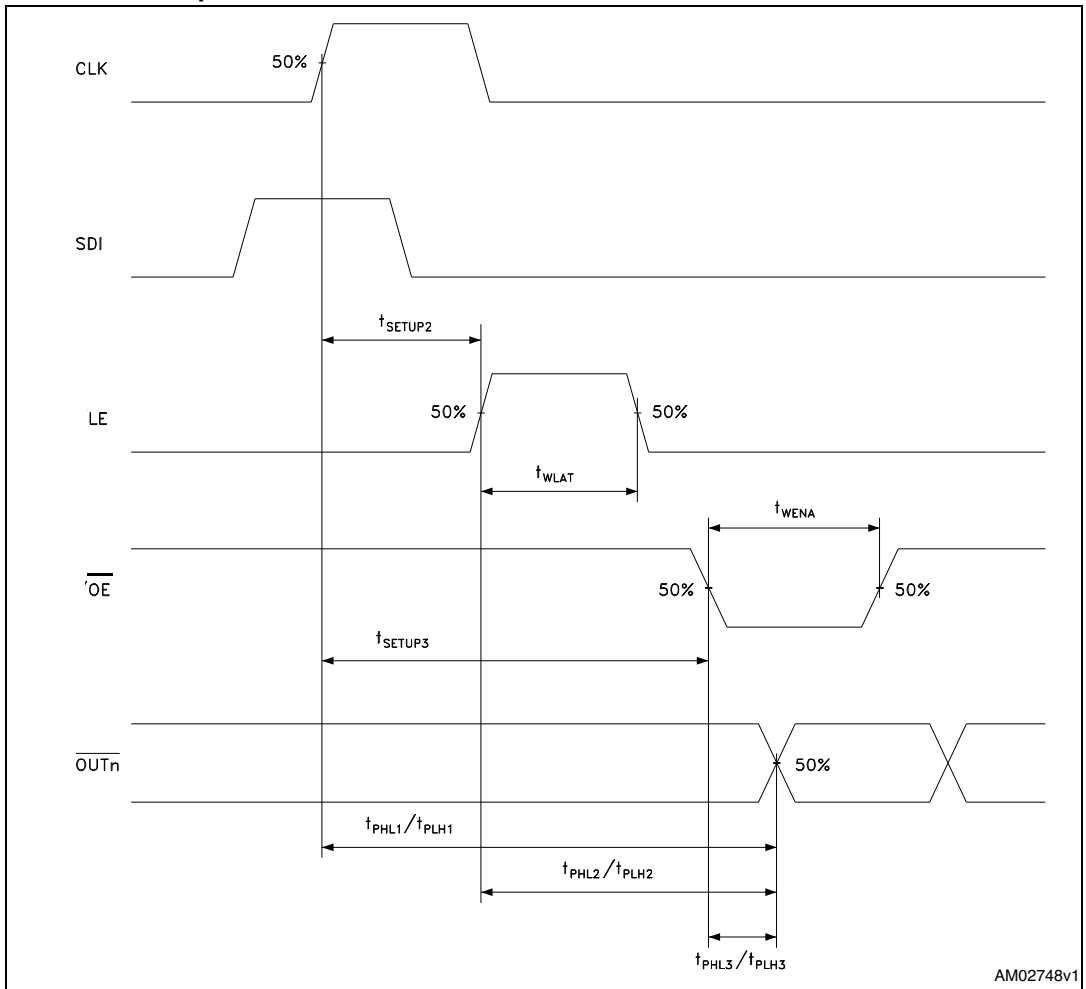 CLK
50%
SDI
tSETUP2
LE
50%
50%
tWLAT
tWENA
OE
50%
50%
tSETUP3
OUTn
50%
tPHL1/tPLH1
tPHL2/tPLH2
tPHL3/tPLH3
AM02748v1